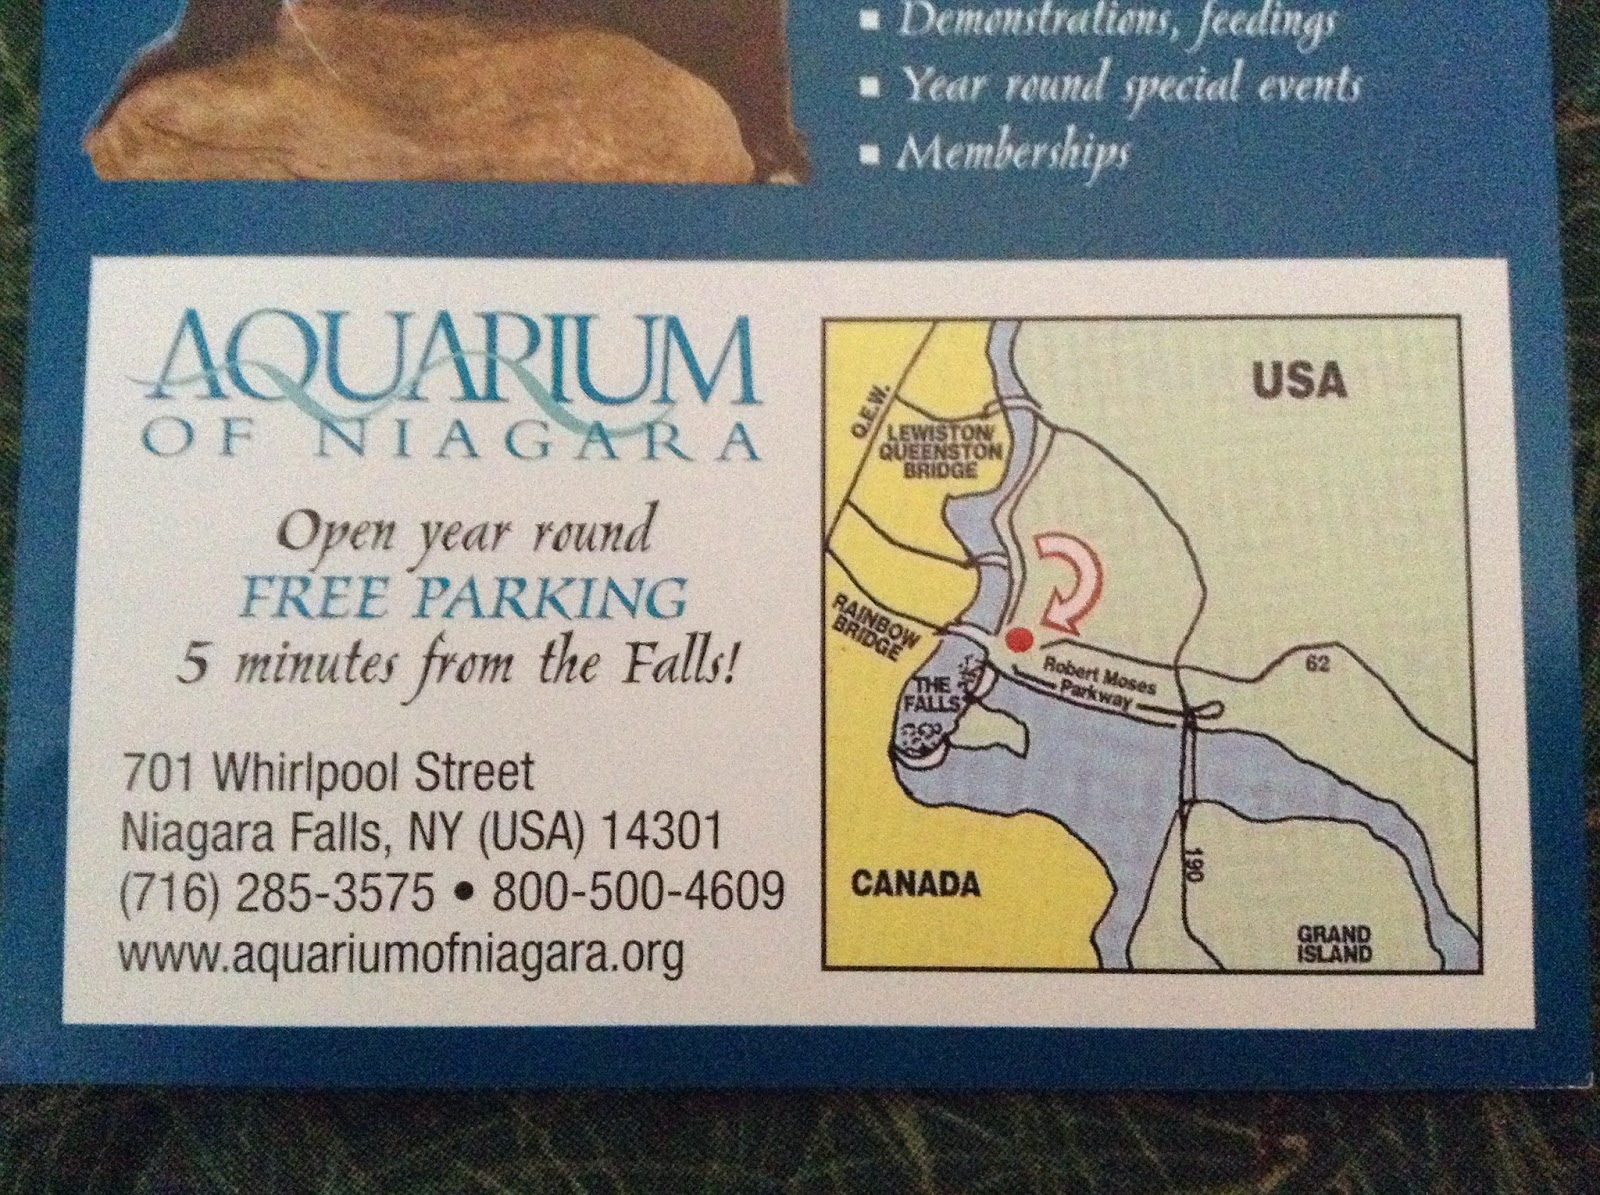 Demonstrations, feedings
Year round special events
Memberships
AQUARIUM
OF NIAGARA
Open year round
FREE PARKING
5 minutes from the Falls!
701 Whirlpool Street
Niagara Falls, NY (USA) 14301
(716) 285-3575 • 800-500-4609
www.aquariumofniagara.org
USA
Q.E.W.
LEWISTON/
QUEENSTON
BRIDGE
RAINBOW
BRIDGE
THE
FALLS
Robert Moses
Parkway
62
190
CANADA
GRAND
ISLAND